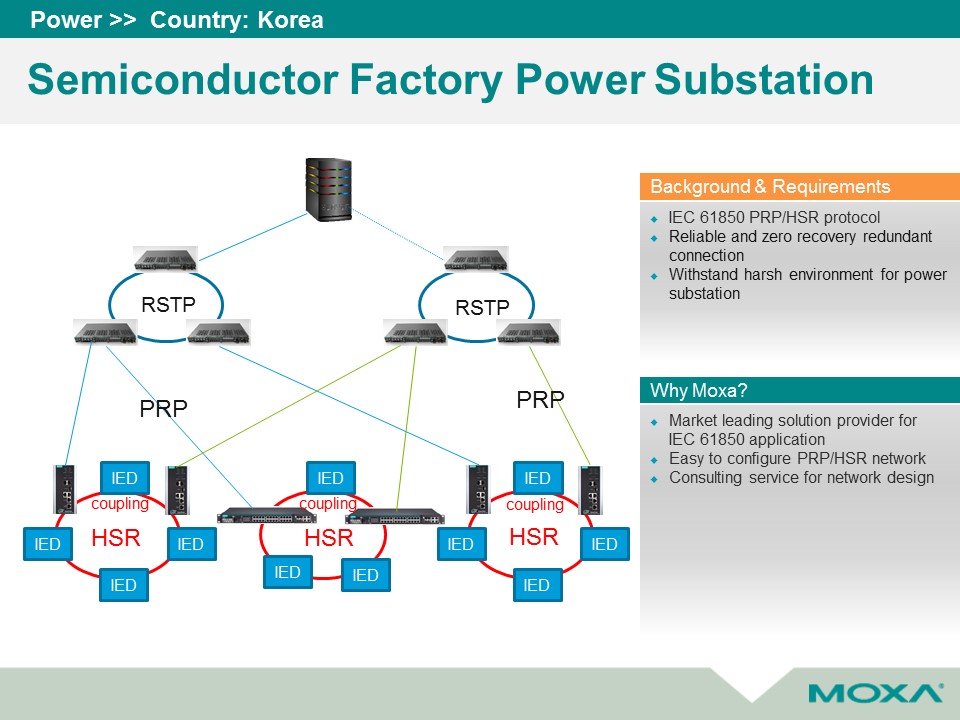 Power >> Country: Korea
Semiconductor Factory Power Substation
RSTP
RSTP
PRP
PRP
IED
coupling
HSR
IED
IED
IED
IED
coupling
HSR
IED
IED
IED
coupling
HSR
IED
IED
IED
Background & Requirements
IEC 61850 PRP/HSR protocol
Reliable and zero recovery redundant
connection
Withstand harsh environment for power
substation
Why Moxa?
Market leading solution provider for
IEC 61850 application
Easy to configure PRP/HSR network
Consulting service for network design
MOXA®